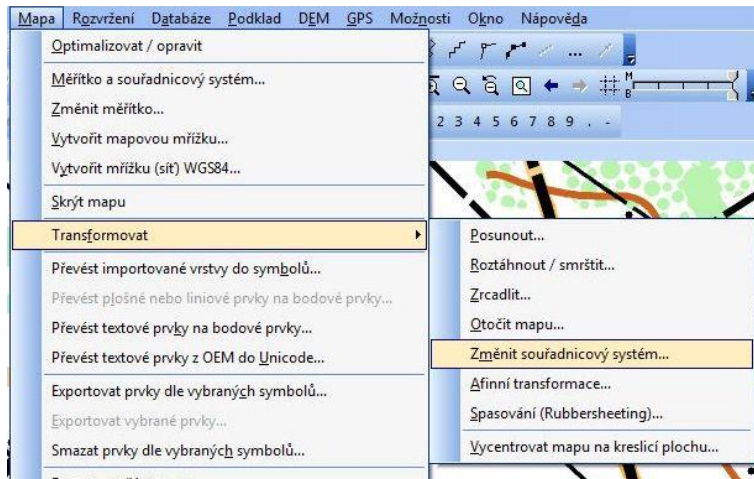 Mapa Rozvržení Databáze Podklad DEM GPS Možnosti Okno Nápověda
Optimalizovat / opravit
Měřítko a souřadnicový systém...
Změnit měřítko...
Vytvořit mapovou mřížku...
Vytvořit mřížku (síť) WGS84...
Skrýt mapu
Transformovat
Převést importované vrstvy do symbolů...
Převést plošné nebo liniové prvky na bodové prvky...
Převést textové prvky na bodové prvky...
Převést textové prvky z OEM do Unicode...
Exportovat prvky dle vybraných symbolů...
Exportovat vybrané prvky...
Smazat prvky dle vybraných symbolů...
M
B
2 3 4 5 6 7 8 9 . -
Posunout...
Roztáhnout / smrštit...
Zrcadlit...
Otočit mapu...
Změnit souřadnicový systém...
Afinní transformace...
Spasování (Rubbersheeting)...
Vycentrovat mapu na kreslicí plochu...